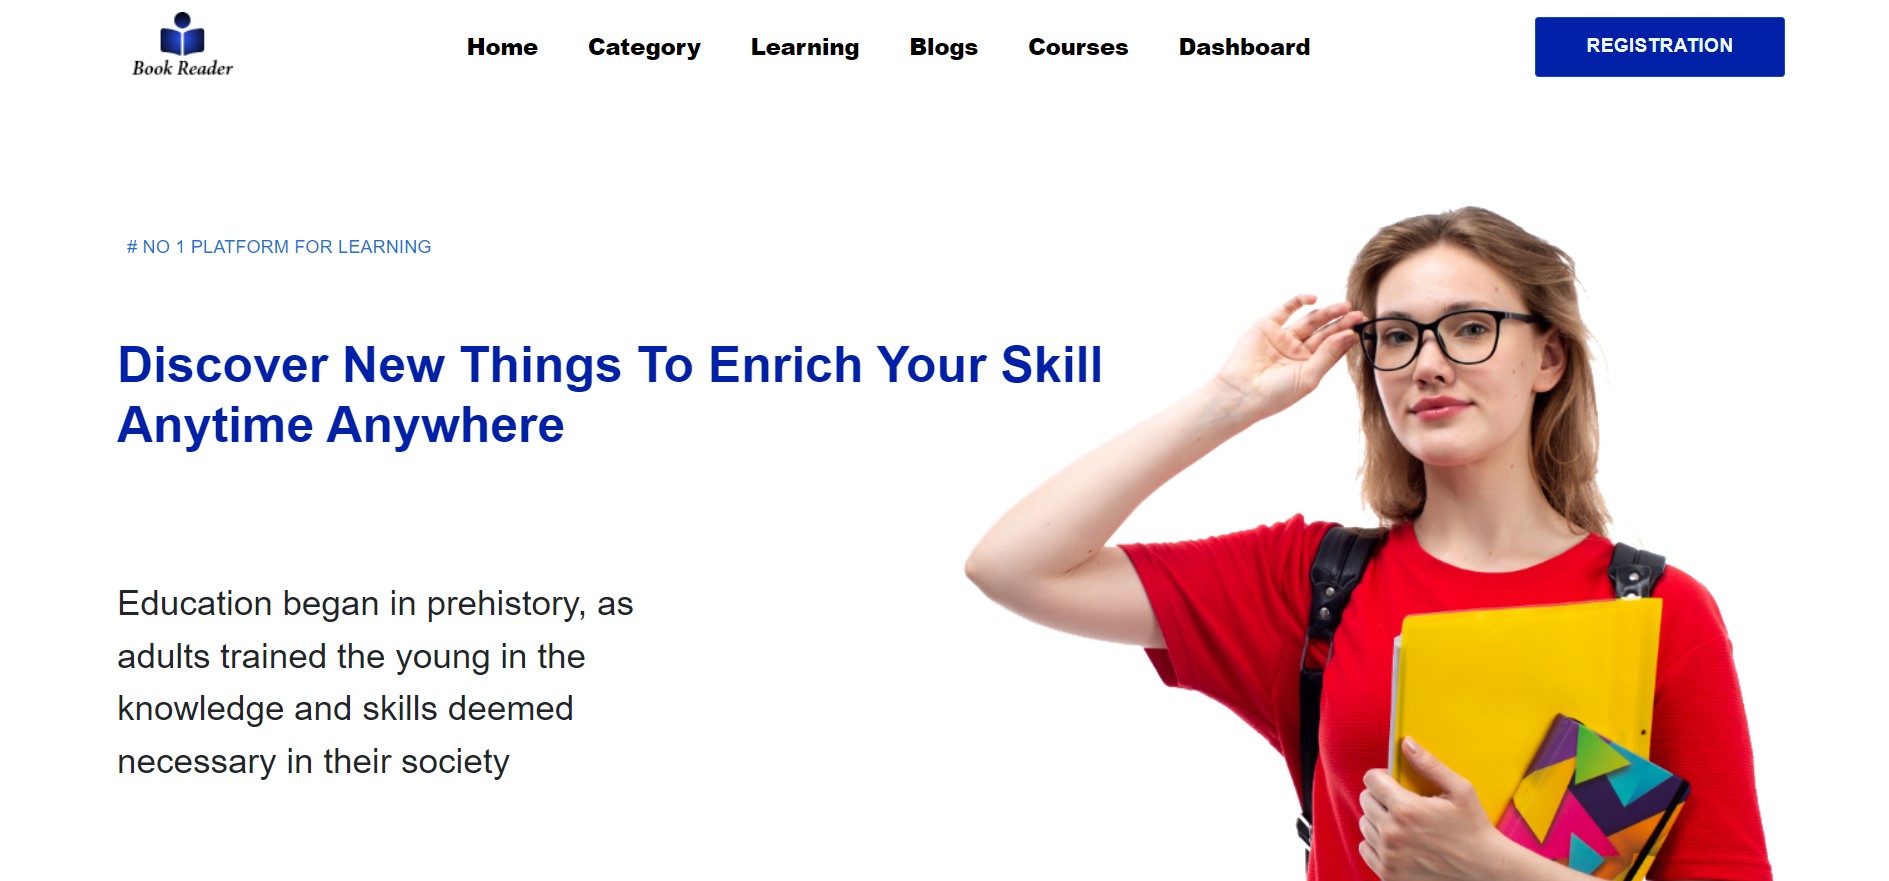 Book Reader
Home Category Learning Blogs Courses Dashboard
REGISTRATION
# NO 1 PLATFORM FOR LEARNING
Discover New Things To Enrich Your Skill
Anytime Anywhere
Education began in prehistory, as
adults trained the young in the
knowledge and skills deemed
necessary in their society